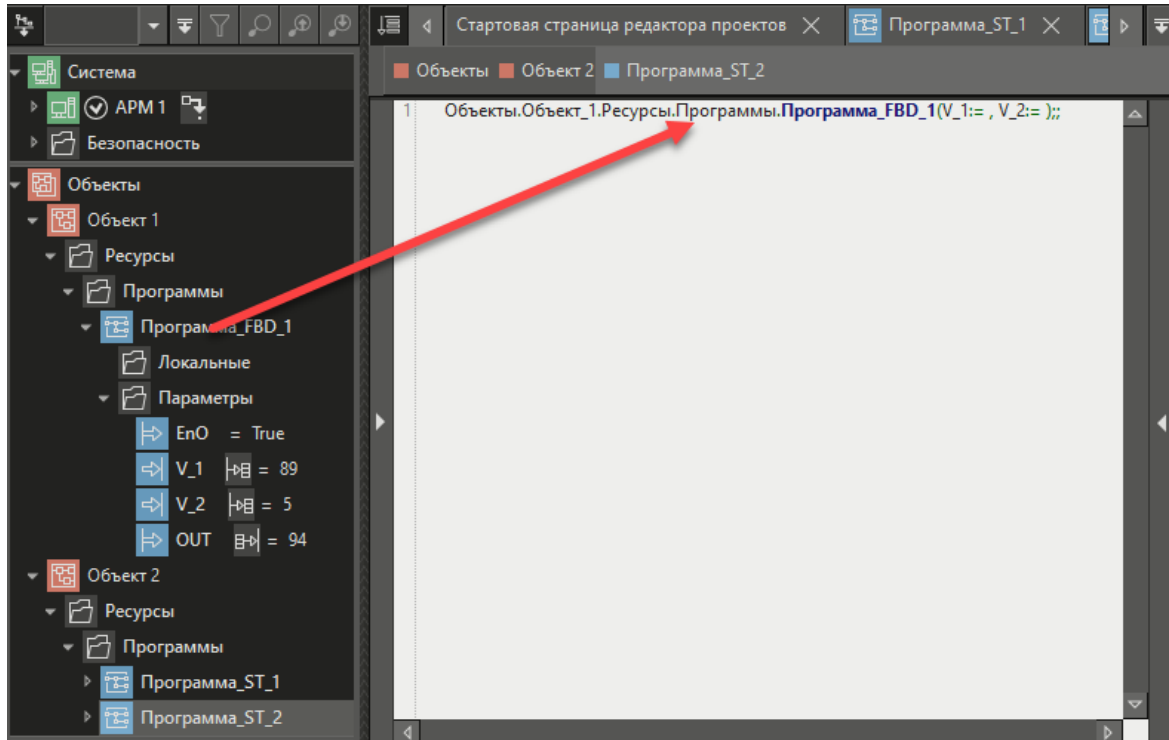 Стартовая страница редактора проектов
Программа_ST_1
Система
АРМ 1
Безопасность
Объекты
Объект 1
Ресурсы
Программы
Программа_FBD_1
Локальные
Параметры
EnO = True
V_1 = 89
V_2 = 5
OUT = 94
Объект 2
Ресурсы
Программы
Программа_ST_1
Программа_ST_2
Объекты Объект 2 Программа_ST_2
1 Объекты.Объект_1.Ресурсы.Программы.Программа_FBD_1(V_1:= , V_2:= );;